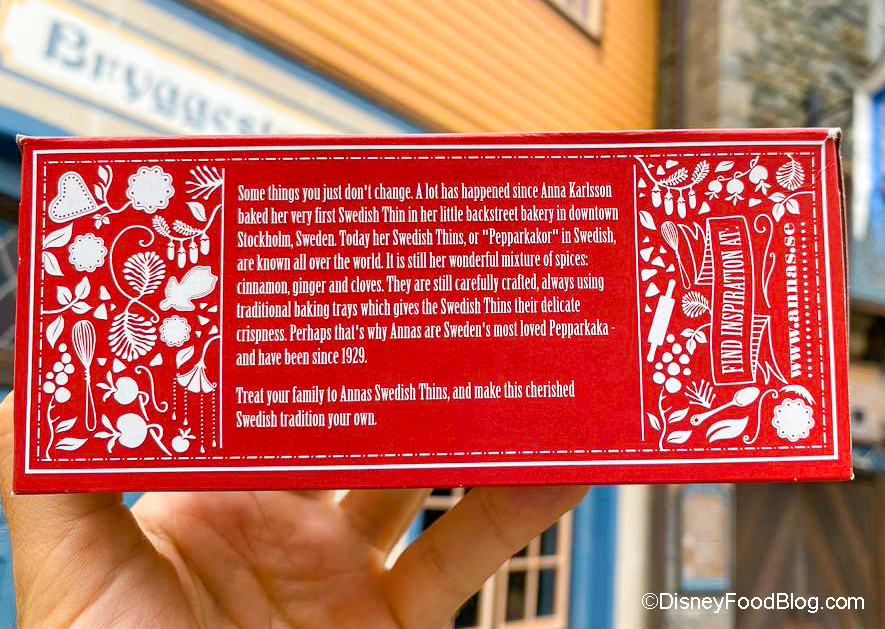 Some things you just don't change. A lot has happened since Anna Karlsson
baked her very first Swedish Thin in her little backstreet bakery in downtown
Stockholm, Sweden. Today her Swedish Thins, or "Pepparkakor" in Swedish,
are known all over the world. It is still her wonderful mixture of spices:
cinnamon, ginger and cloves. They are still carefully crafted, always using
traditional baking trays which gives the Swedish Thins their delicate
crispness. Perhaps that's why Annas are Sweden's most loved Pepparkaka -
and have been since 1929.
Treat your family to Annas Swedish Thins, and make this cherished
Swedish tradition your own.
FIND INSPIRATION AT:
www.annas.se
©DisneyFoodBlog.com